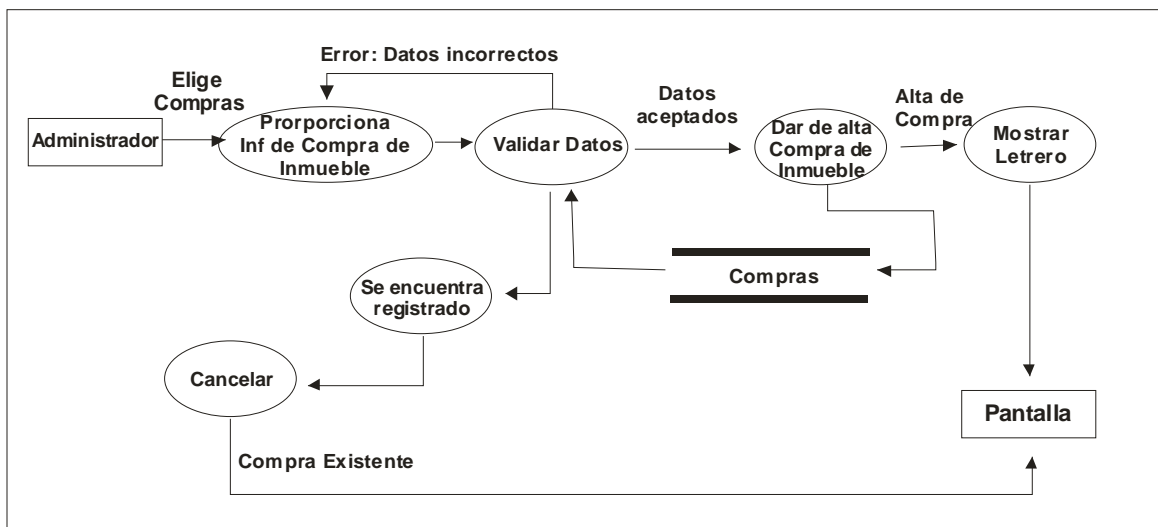 Error: Datos incorrectos
Elige
Compras
Administrador
Prorporciona
Inf de Compra de
Inmueble
Validar Datos
Datos
aceptados
Dar de alta
Compra de
Inmueble
Alta de
Compra
Mostrar
Letrero
Compras
Se encuentra
registrado
Cancelar
Pantalla
Compra Existente